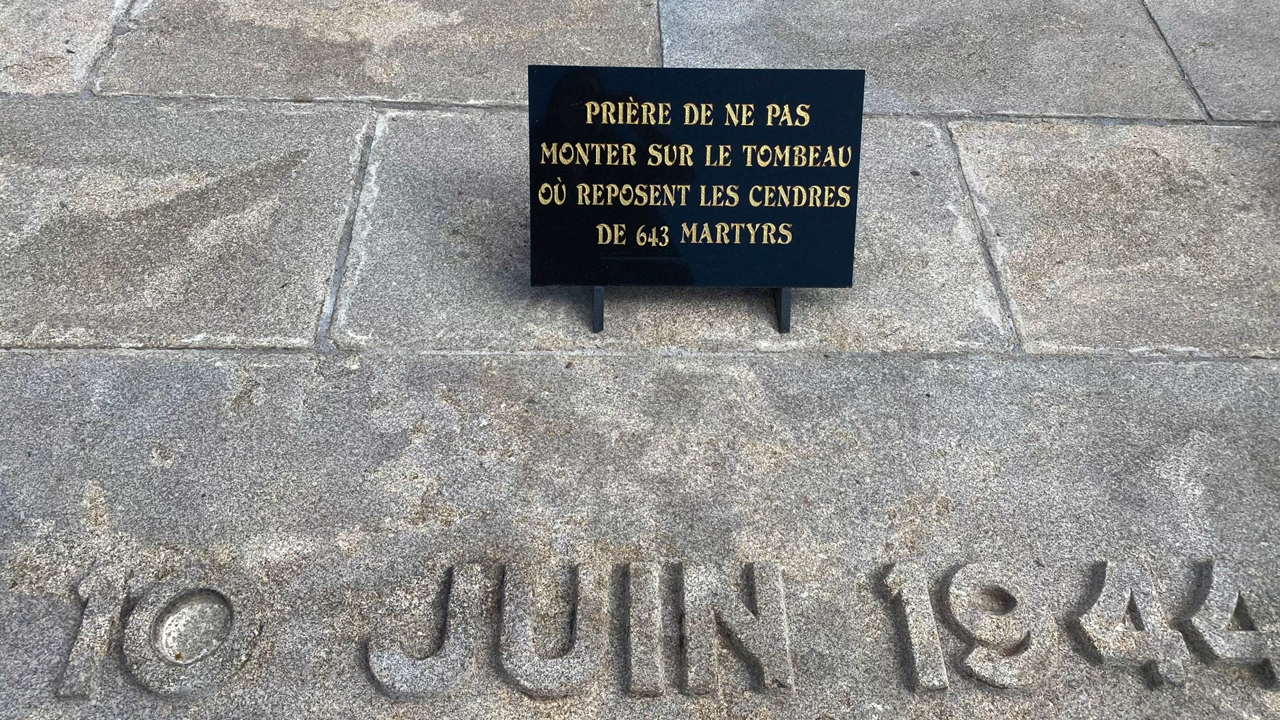 PRIÈRE DE NE PAS
MONTER SUR LE TOMBEAU
OÙ REPOSENT LES CENDRES
DE 643 MARTYRS
10 JUIN 1944